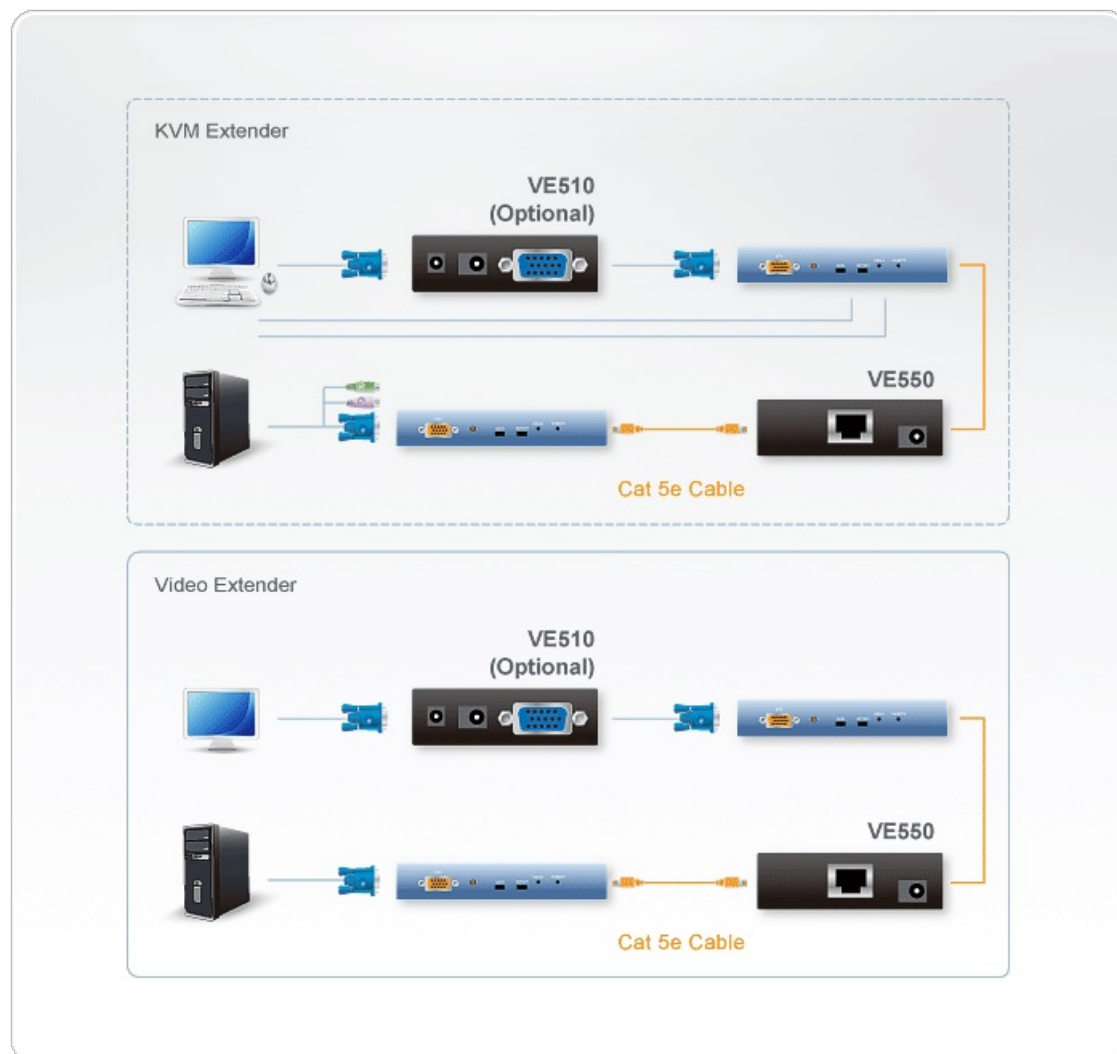 KVM Extender
VE510
(Optional)
VE550
Cat 5e Cable
Video Extender
VE510
(Optional)
VE550
Cat 5e Cable